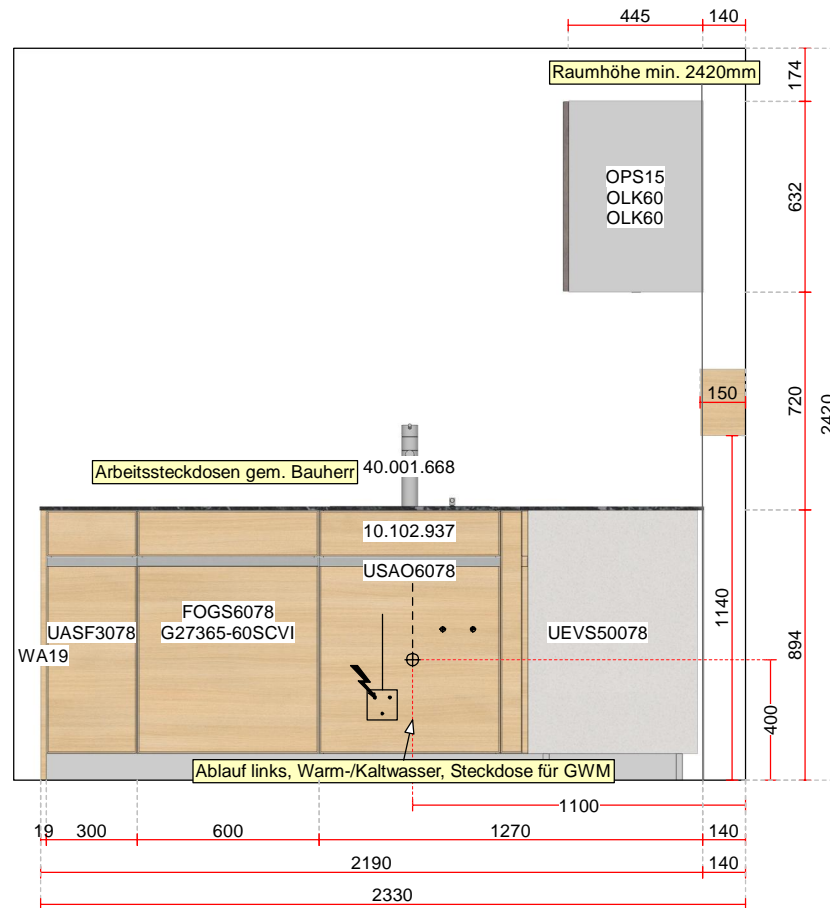 445
140
Raumhöhe min. 2420mm
174
OPS15
OLK60
OLK60
632
150
720
2420
40.001.668
Arbeitssteckdosen gem. Bauherr
10.102.937
USAO6078
FOGS6078
G27365-60SCVI
UASF3078
UEVS50078
WA19
1140
894
400
Ablauf links, Warm-/Kaltwasser, Steckdose für GWM
1100
19
300
600
1270
140
2190
140
2330